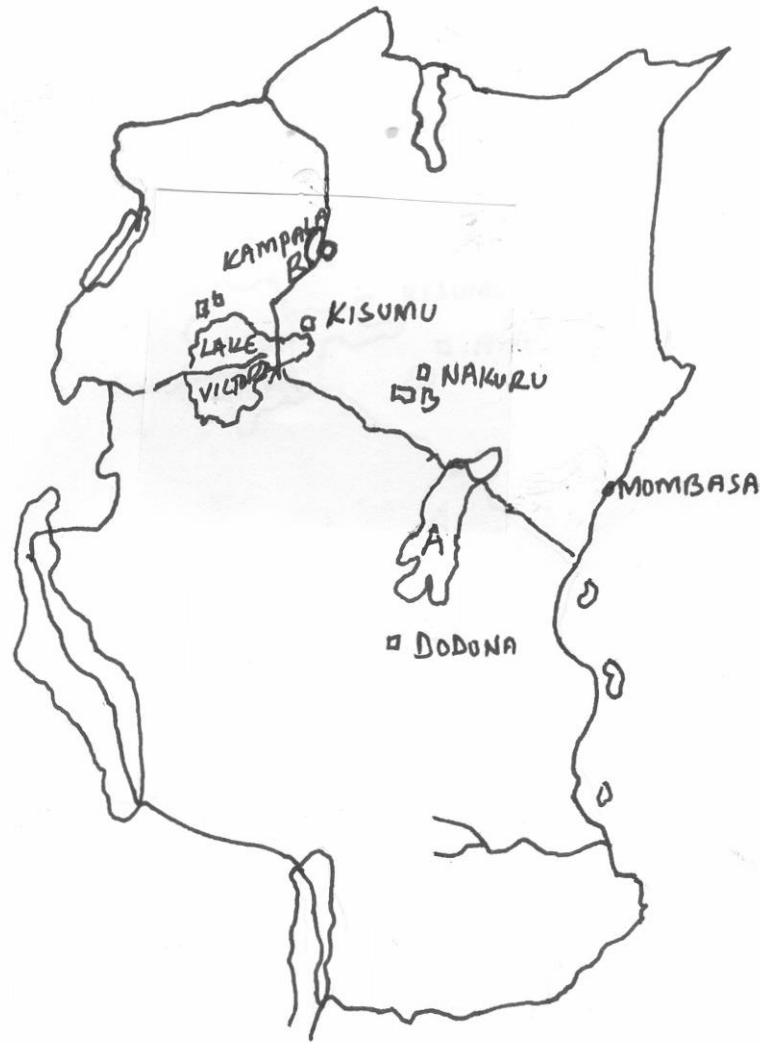 KAMPALA
B
KISUMU
LAKE
VICTORIA
NAKURU
B
MOMBASA
A
DODONA